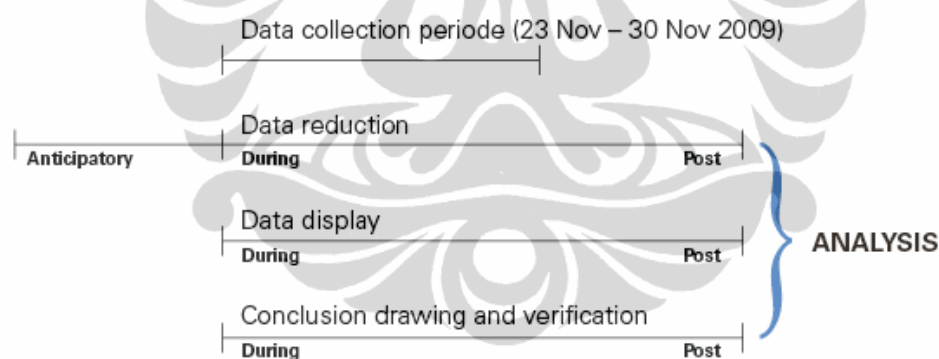 Data collection periode (23 Nov – 30 Nov 2009)
Data reduction
Anticipatory During Post
Data display
During Post
ANALYSIS
Conclusion drawing and verification
During Post